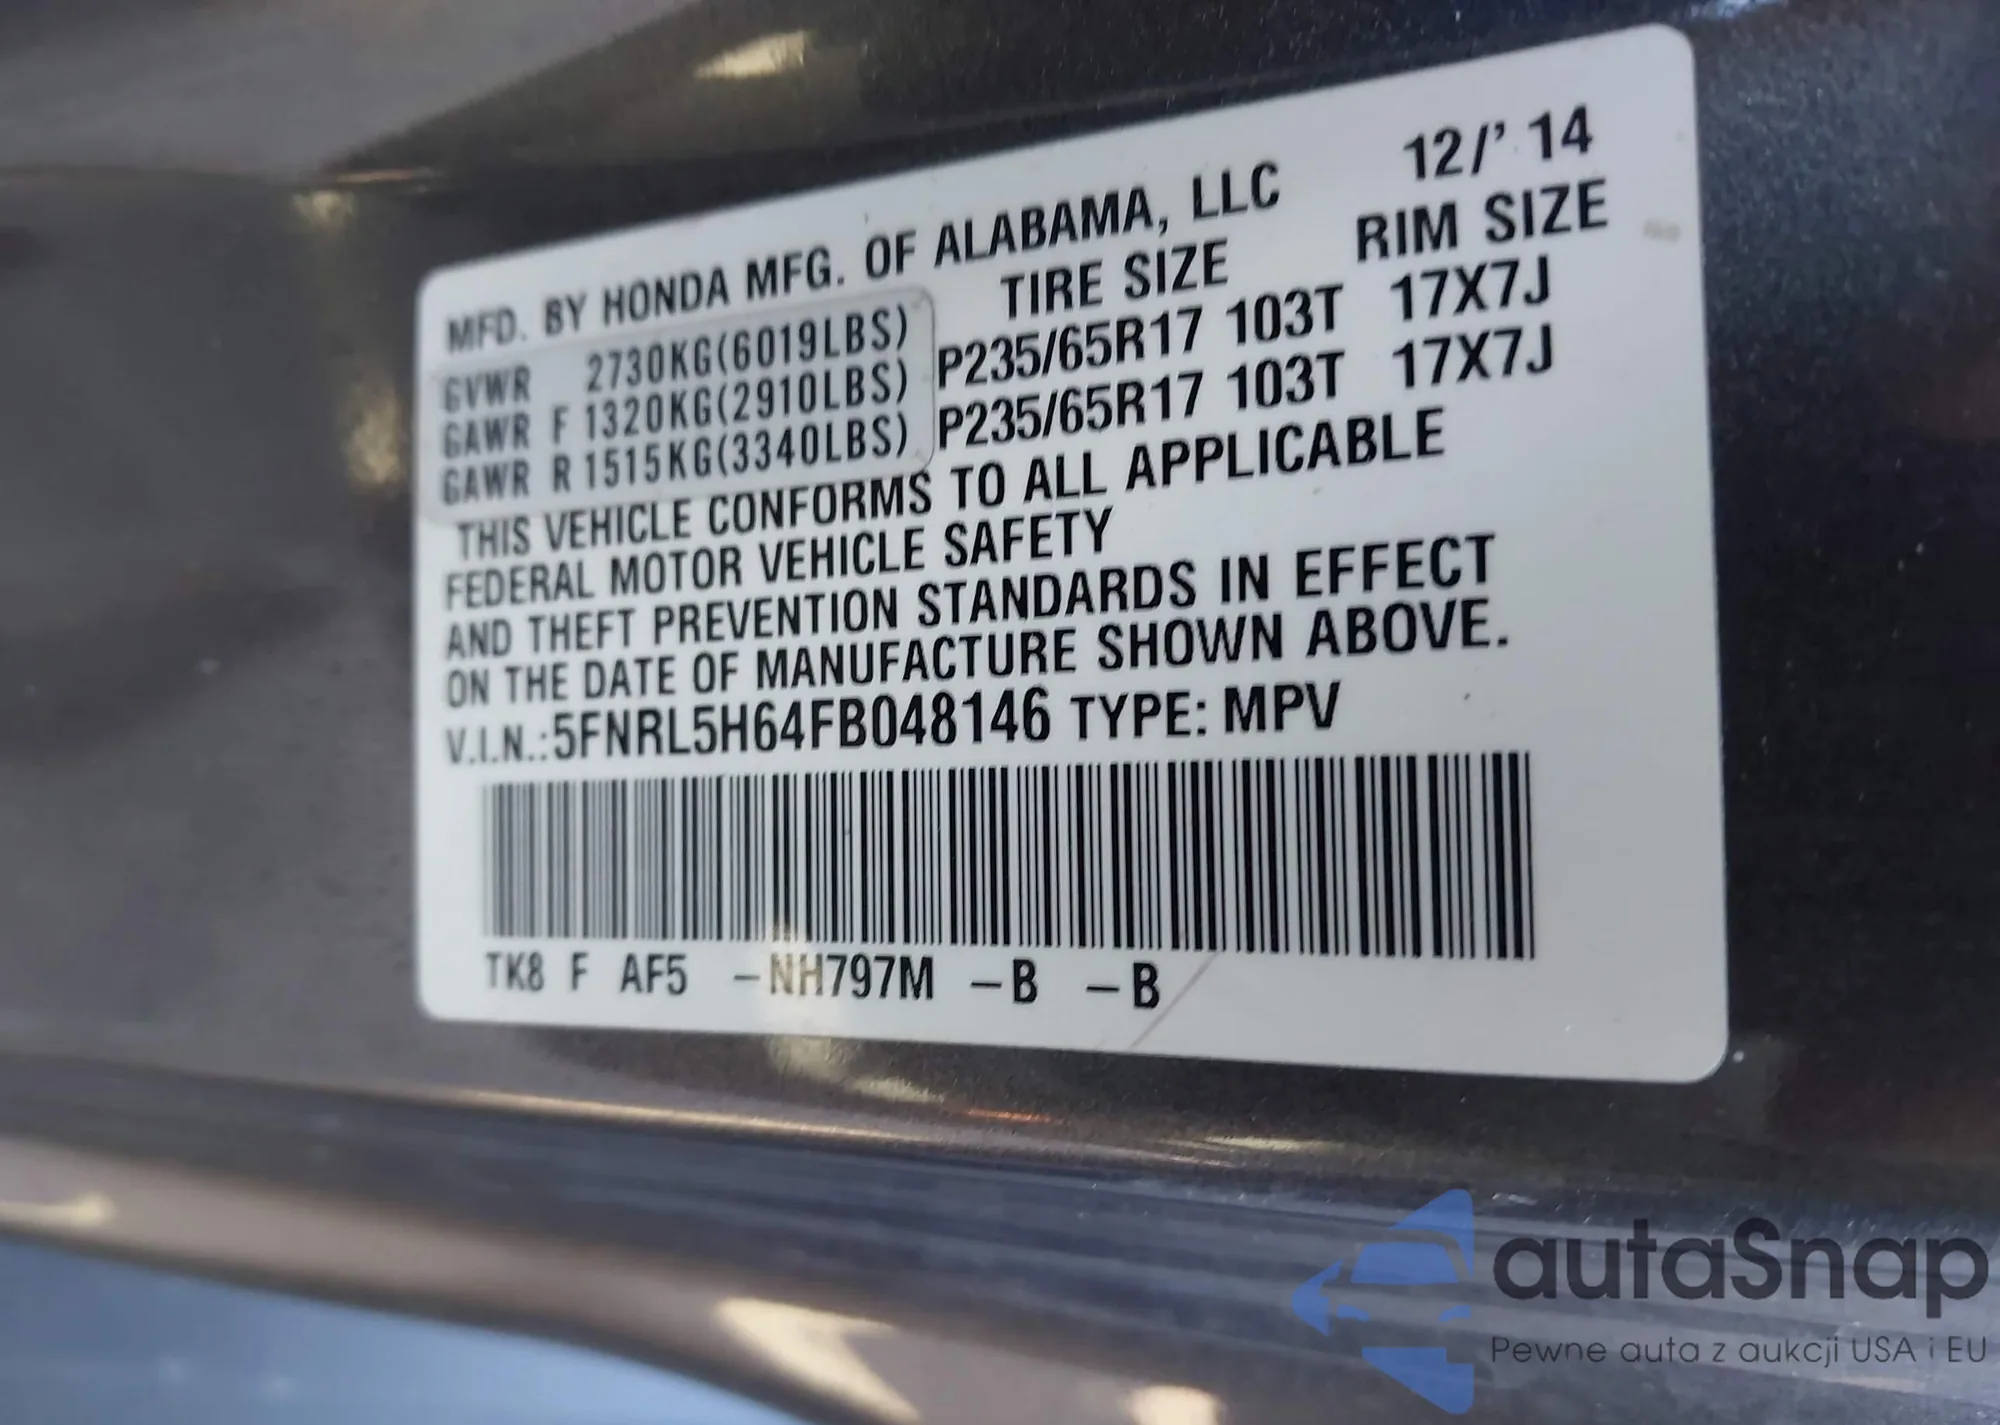 MFD. BY HONDA MFG. OF ALABAMA, LLC 12/' 14
TIRE SIZE RIM SIZE
GVWR 2730KG(6019LBS) P235/65R17 103T 17X7J
GAWR F 1320KG(2910LBS) P235/65R17 103T 17X7J
GAWR R 1515KG(3340LBS)
THIS VEHICLE CONFORMS TO ALL APPLICABLE
FEDERAL MOTOR VEHICLE SAFETY
AND THEFT PREVENTION STANDARDS IN EFFECT
ON THE DATE OF MANUFACTURE SHOWN ABOVE.
V.I.N.:5FNRL5H64FB048146 TYPE: MPV
TK8 F AF5 -NH797M -B -B
autaSnap
Pewne auta z aukcji USA i EU